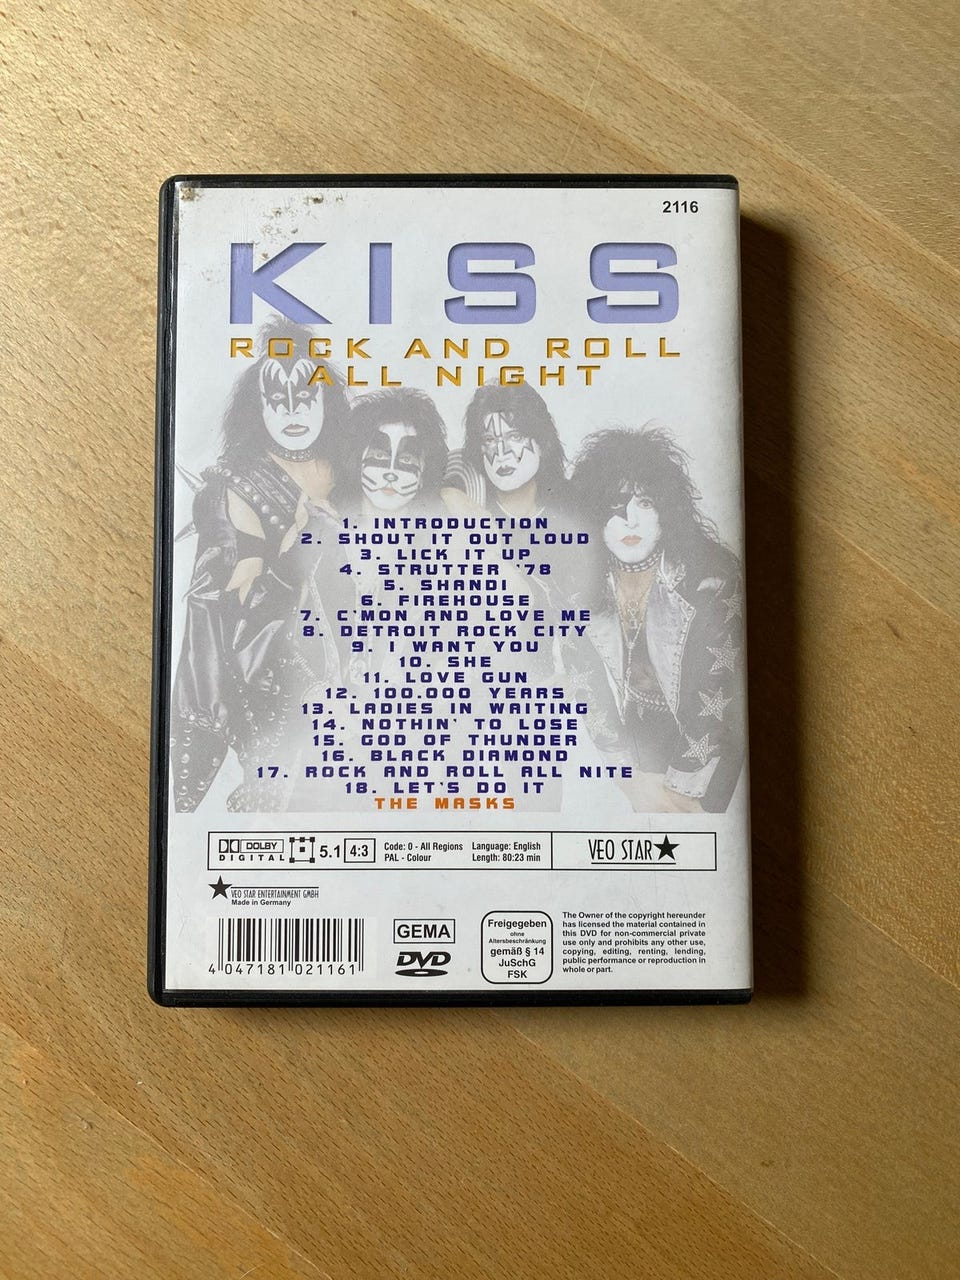 2116
KISS
ROCK AND ROLL
ALL NIGHT
1. INTRODUCTION
2. SHOUT IT OUT LOUD
3. LICK IT UP
4. STRUTTER '78
5. SHANDI
6. FIREHOUSE
7. C'MON AND LOVE ME
8. DETROIT ROCK CITY
9. I WANT YOU
10. SHE
11. LOVE GUN
12. 100.000 YEARS
13. LADIES IN WAITING
14. NOTHIN' TO LOSE
15. GOD OF THUNDER
16. BLACK DIAMOND
17. ROCK AND ROLL ALL NITE
18. LET'S DO IT
THE MASKS
DOLBY
DIGITAL
5.1
4:3
Code: 0 - All Regions
PAL - Colour
Language: English
Length: 80:23 min
VEO STAR
VEO STAR ENTERTAINMENT GMBH
Made in Germany
4 047181 021161
GEMA
DVD
Freigegeben
ohne
Altersbeschränkung
gemäß § 14
JuSchG
FSK
The Owner of the copyright hereunder
has licensed the material contained in
this DVD for non-commercial private
use only and prohibits any other use,
copying, editing, renting, lending,
public performance or reproduction in
whole or part.